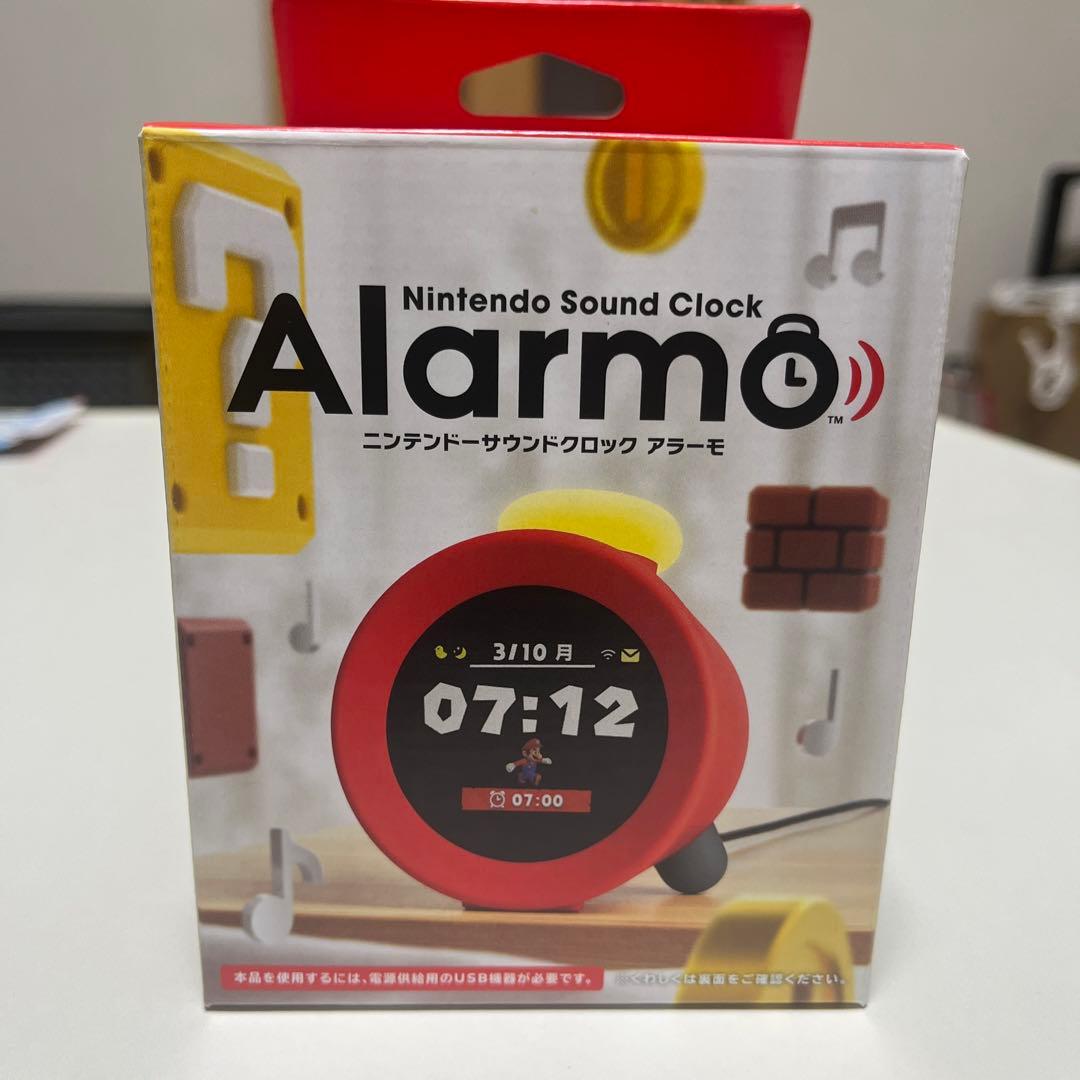 Nintendo Sound Clock
Alarmo
TM
ニンテンドーサウンドクロック アラーモ
3/10 月
07:12
07:00
本品を使用するには、電源供給用のUSB機器が必要です。 ※くわしくは裏面をご確認ください。